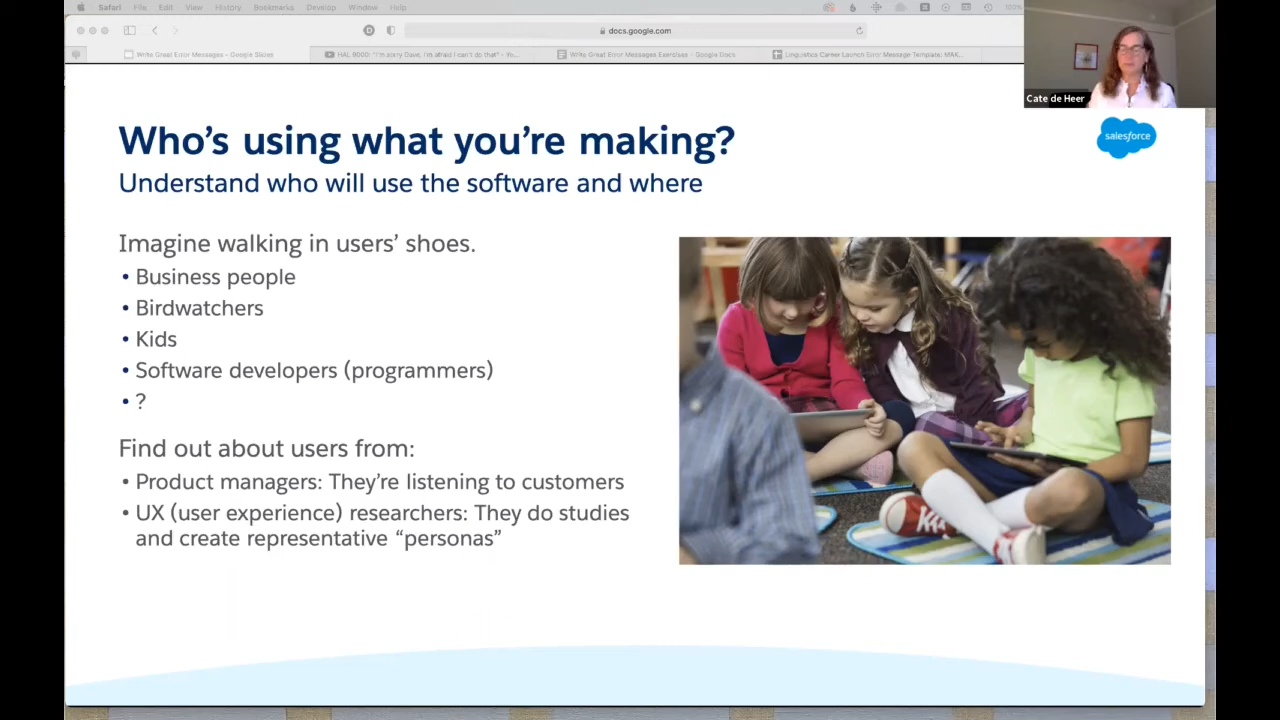 Safari File Edit View History Bookmarks Develop Window Help
100%
docs.google.com
Write Great Error Messages - Google Slides
HAL 9000: "I'm sorry Dave, I'm afraid I can't do that" - Yo...
Write Great Error Messages Exercises - Google Docs
Linguistics Career Launch Error Message Template: MAK...
Cate de Heer
Who's using what you're making?
salesforce
Understand who will use the software and where
Imagine walking in users' shoes.
• Business people
• Birdwatchers
• Kids
• Software developers (programmers)
• ?
Find out about users from:
• Product managers: They're listening to customers
• UX (user experience) researchers: They do studies
and create representative “personas”